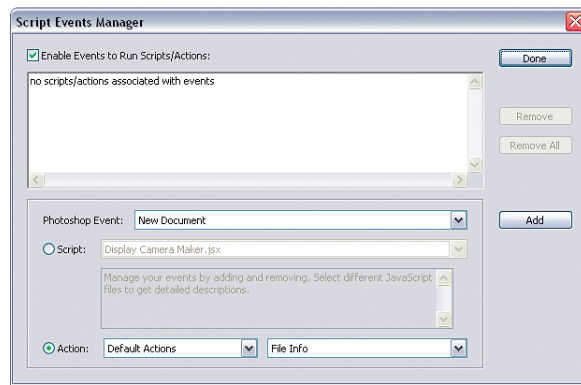 Script Events Manager
Enable Events to Run Scripts/Actions:
Done
no scripts/actions associated with events
Remove
Remove All
Photoshop Event: New Document
Add
Script: Display Camera Maker.jsx
Manage your events by adding and removing. Select different JavaScript
files to get detailed descriptions.
Action: Default Actions File Info